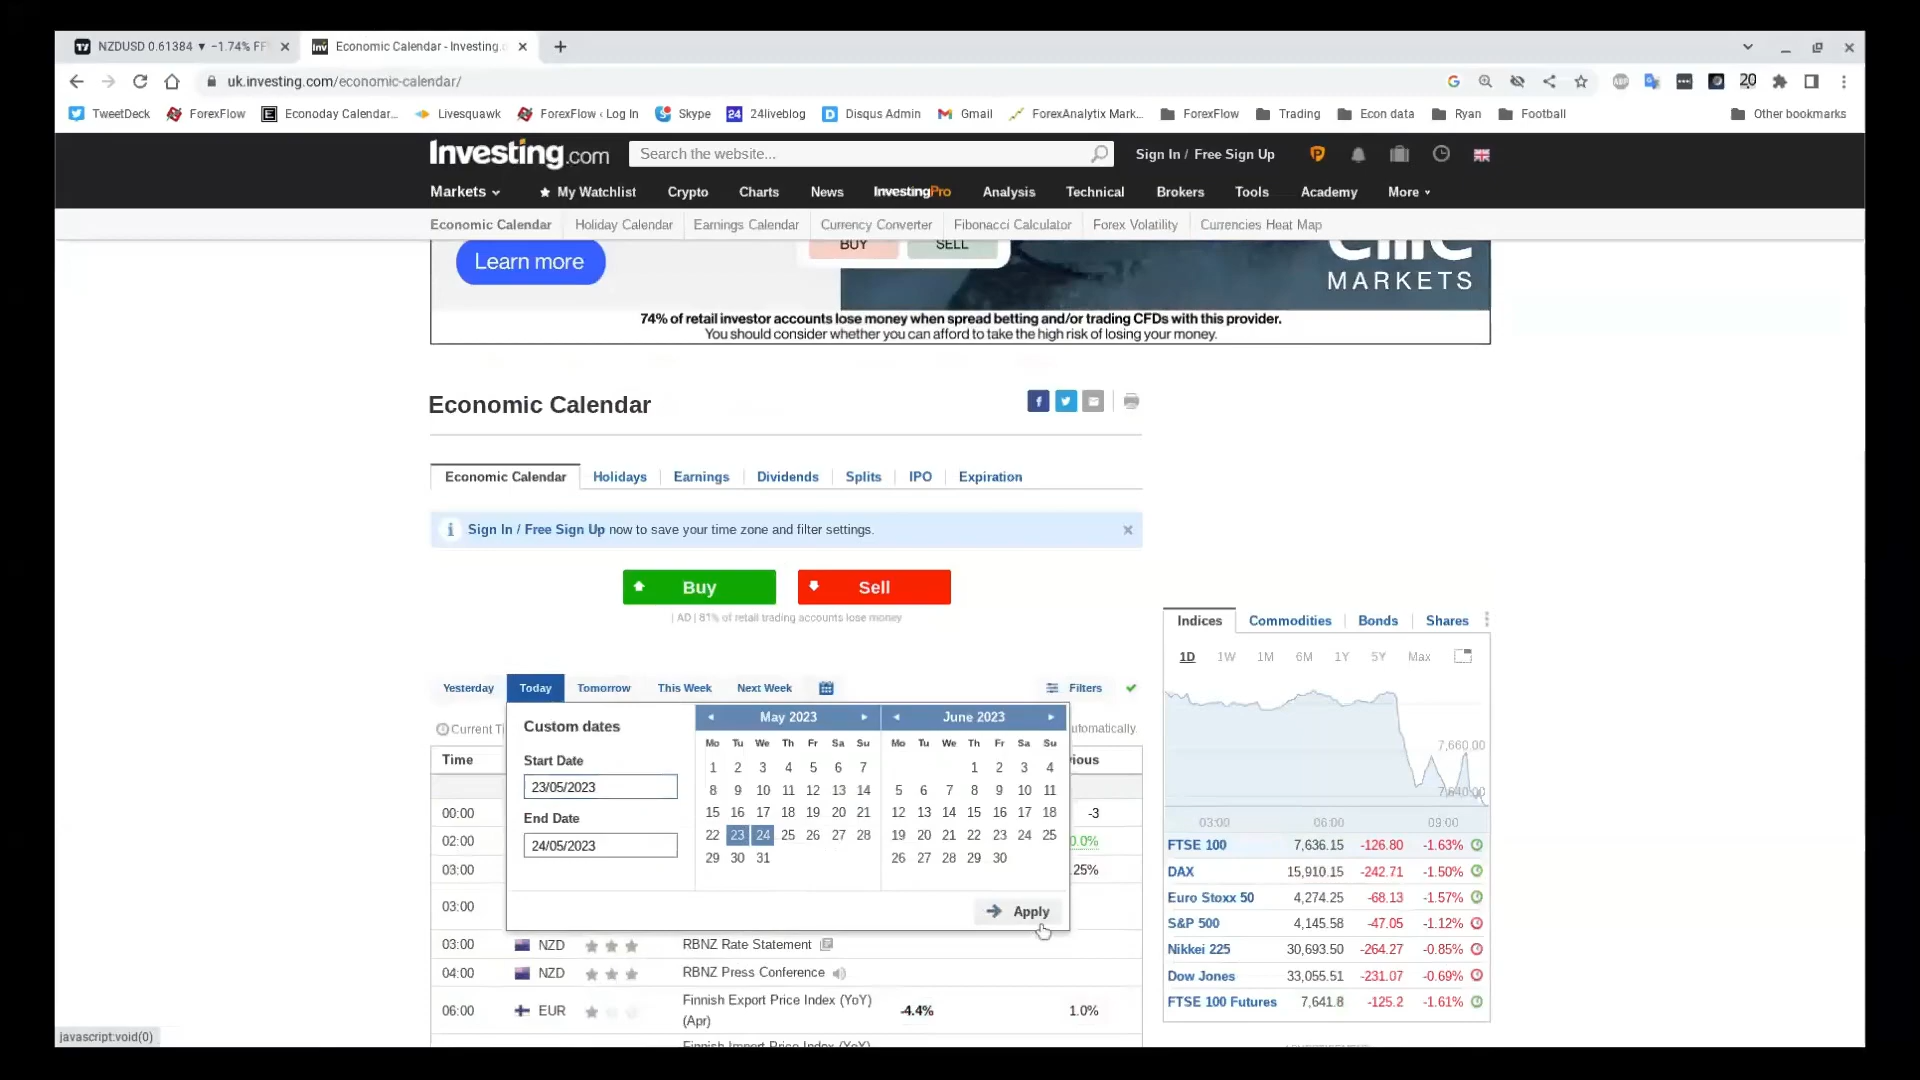 NZDUSD 0.61384 ▼ −1.74% FF
Economic Calendar - Investing.c
uk.investing.com/economic-calendar/
20
TweetDeck ForexFlow Econoday Calendar... Livesquawk ForexFlow ‹ Log In Skype 24liveblog Disqus Admin Gmail ForexAnalytix Mark... ForexFlow Trading Econ data Ryan Football Other bookmarks
Investing.com Search the website... Sign In / Free Sign Up
Markets My Watchlist Crypto Charts News InvestingPro Analysis Technical Brokers Tools Academy More
Economic Calendar Holiday Calendar Earnings Calendar Currency Converter Fibonacci Calculator Forex Volatility Currencies Heat Map
Learn more BUY SELL
MARKETS
74% of retail investor accounts lose money when spread betting and/or trading CFDs with this provider.
You should consider whether you can afford to take the high risk of losing your money.
Economic Calendar
Economic Calendar Holidays Earnings Dividends Splits IPO Expiration
Sign In / Free Sign Up now to save your time zone and filter settings.
Buy Sell
| AD | 81% of retail trading accounts lose money
Yesterday Today Tomorrow This Week Next Week Filters
Current Ti
utomatically.
Custom dates
Start Date
23/05/2023
End Date
24/05/2023
May 2023
Mo Tu We Th Fr Sa Su
1 2 3 4 5 6 7
8 9 10 11 12 13 14
15 16 17 18 19 20 21
22 23 24 25 26 27 28
29 30 31
June 2023
Mo Tu We Th Fr Sa Su
1 2 3 4
5 6 7 8 9 10 11
12 13 14 15 16 17 18
19 20 21 22 23 24 25
26 27 28 29 30
Apply
Time ious
00:00 -3
02:00 0.0%
03:00 25%
03:00
03:00 NZD RBNZ Rate Statement
04:00 NZD RBNZ Press Conference
06:00 EUR Finnish Export Price Index (YoY) (Apr) -4.4% 1.0%
Finnish Import Price Index (YoY)
Indices Commodities Bonds Shares
1D 1W 1M 6M 1Y 5Y Max
7,660.00
7,640.00
03:00 06:00 09:00
FTSE 100 7,636.15 -126.80 -1.63%
DAX 15,910.15 -242.71 -1.50%
Euro Stoxx 50 4,274.25 -68.13 -1.57%
S&P 500 4,145.58 -47.05 -1.12%
Nikkei 225 30,693.50 -264.27 -0.85%
Dow Jones 33,055.51 -231.07 -0.69%
FTSE 100 Futures 7,641.8 -125.2 -1.61%
javascript:void(0)